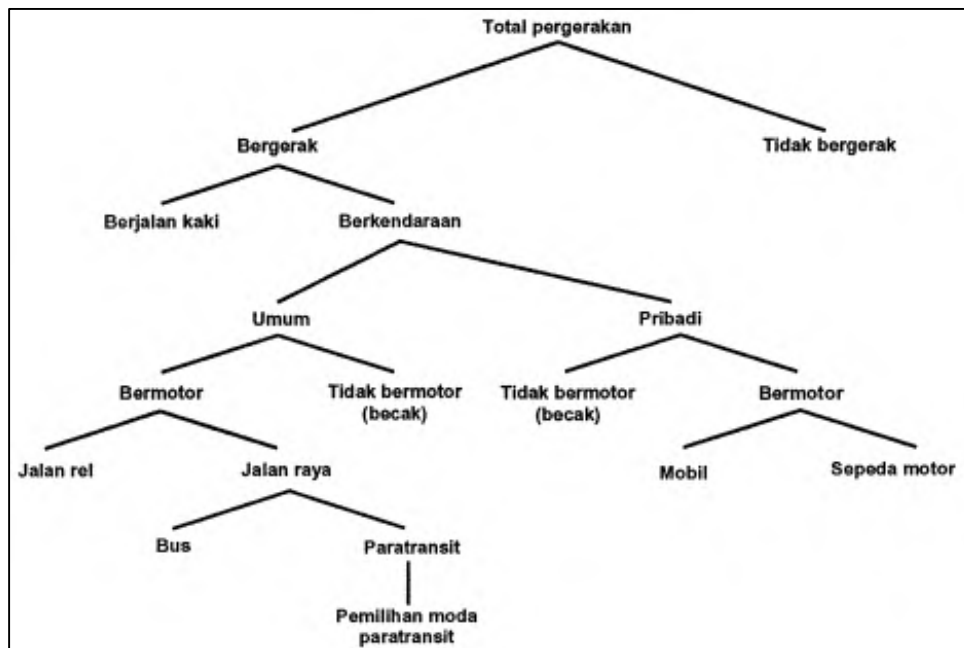 Total pergerakan
Bergerak
Tidak bergerak
Berjalan kaki
Berkendaraan
Umum
Pribadi
Bermotor
Tidak bermotor
(becak)
Tidak bermotor
(becak)
Bermotor
Jalan rel
Jalan raya
Mobil
Sepeda motor
Bus
Paratransit
Pemilihan moda
paratransit